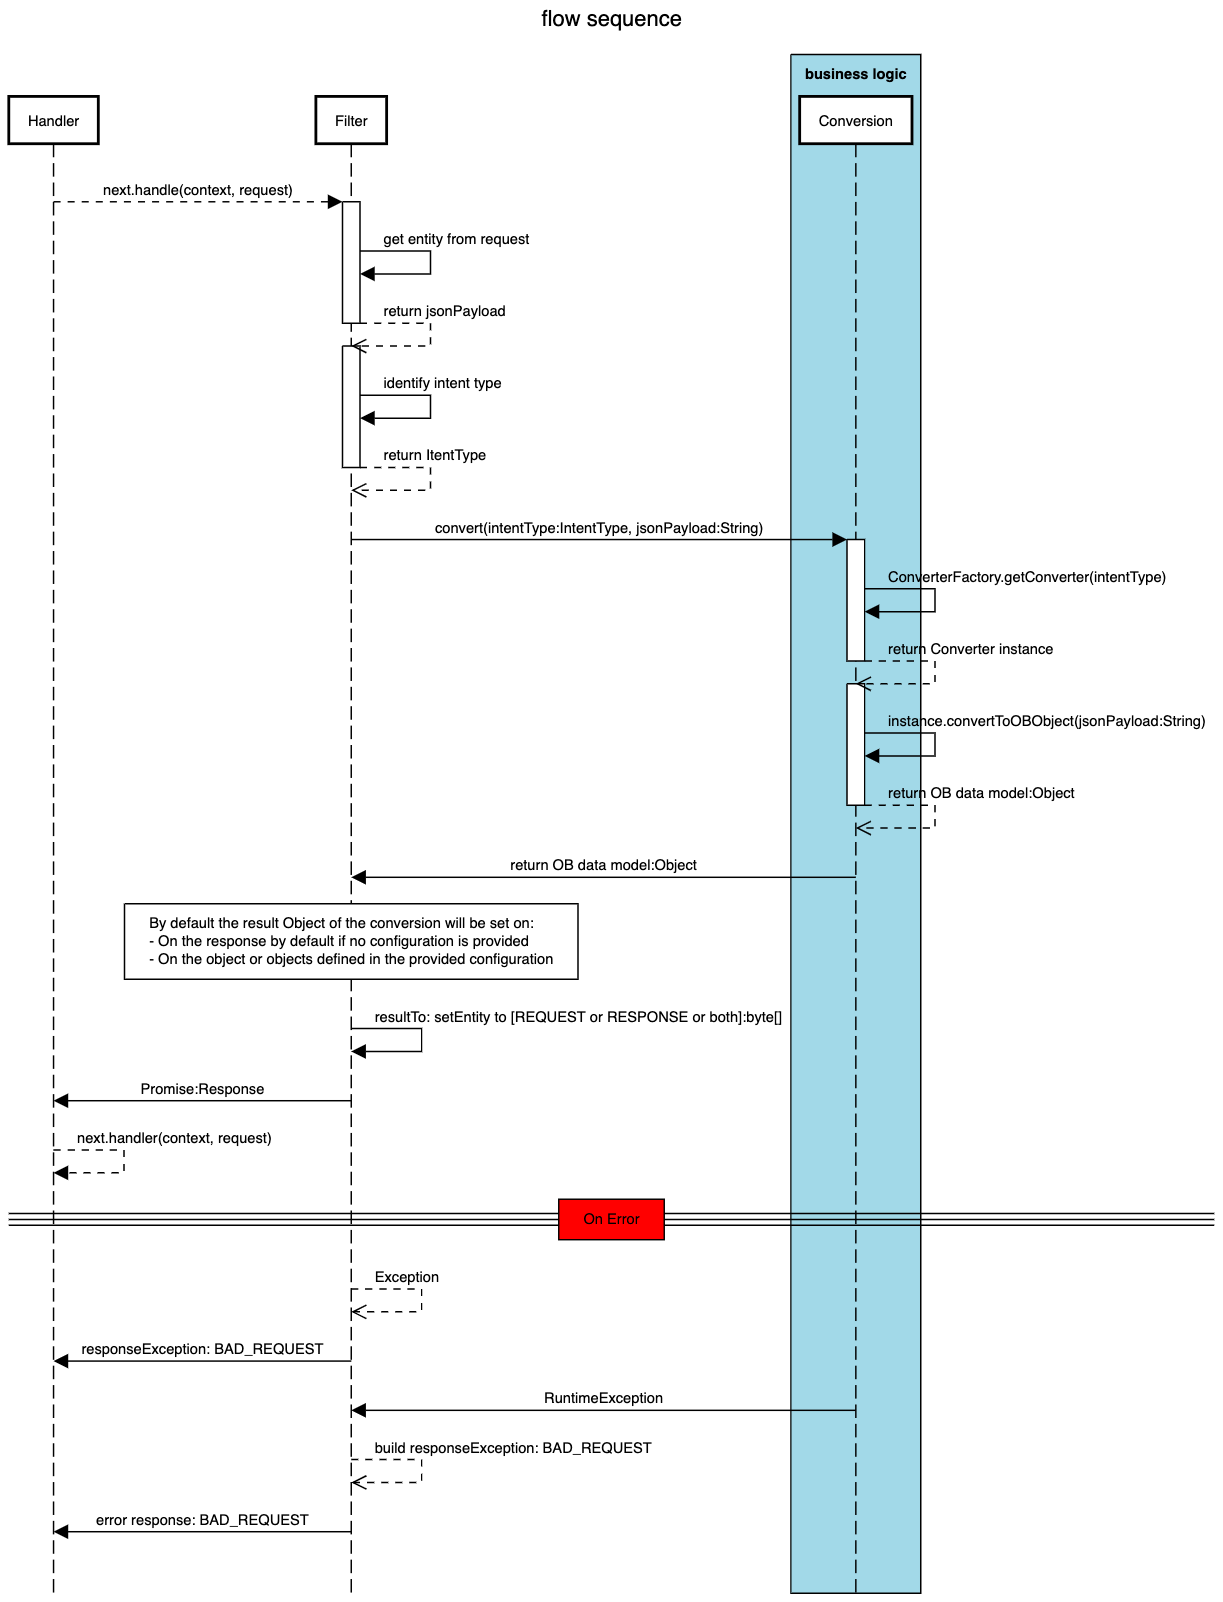 flow sequence
business logic
Handler
Filter
Conversion
next.handle(context, request)
get entity from request
return jsonPayload
identify intent type
return ItentType
convert(intentType:IntentType, jsonPayload:String)
ConverterFactory.getConverter(intentType)
return Converter instance
instance.convertToOBObject(jsonPayload:String)
return OB data model:Object
return OB data model:Object
By default the result Object of the conversion will be set on:
- On the response by default if no configuration is provided
- On the object or objects defined in the provided configuration
resultTo: setEntity to [REQUEST or RESPONSE or both]:byte[]
Promise:Response
next.handler(context, request)
On Error
Exception
responseException: BAD_REQUEST
RuntimeException
build responseException: BAD_REQUEST
error response: BAD_REQUEST